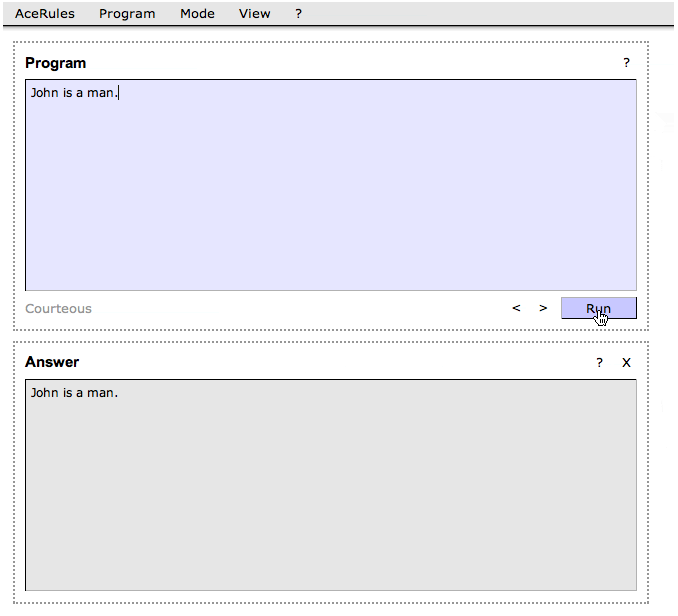 AceRules Program Mode View ?
Program ?
John is a man.
Courteous < > Run
Answer ? X
John is a man.